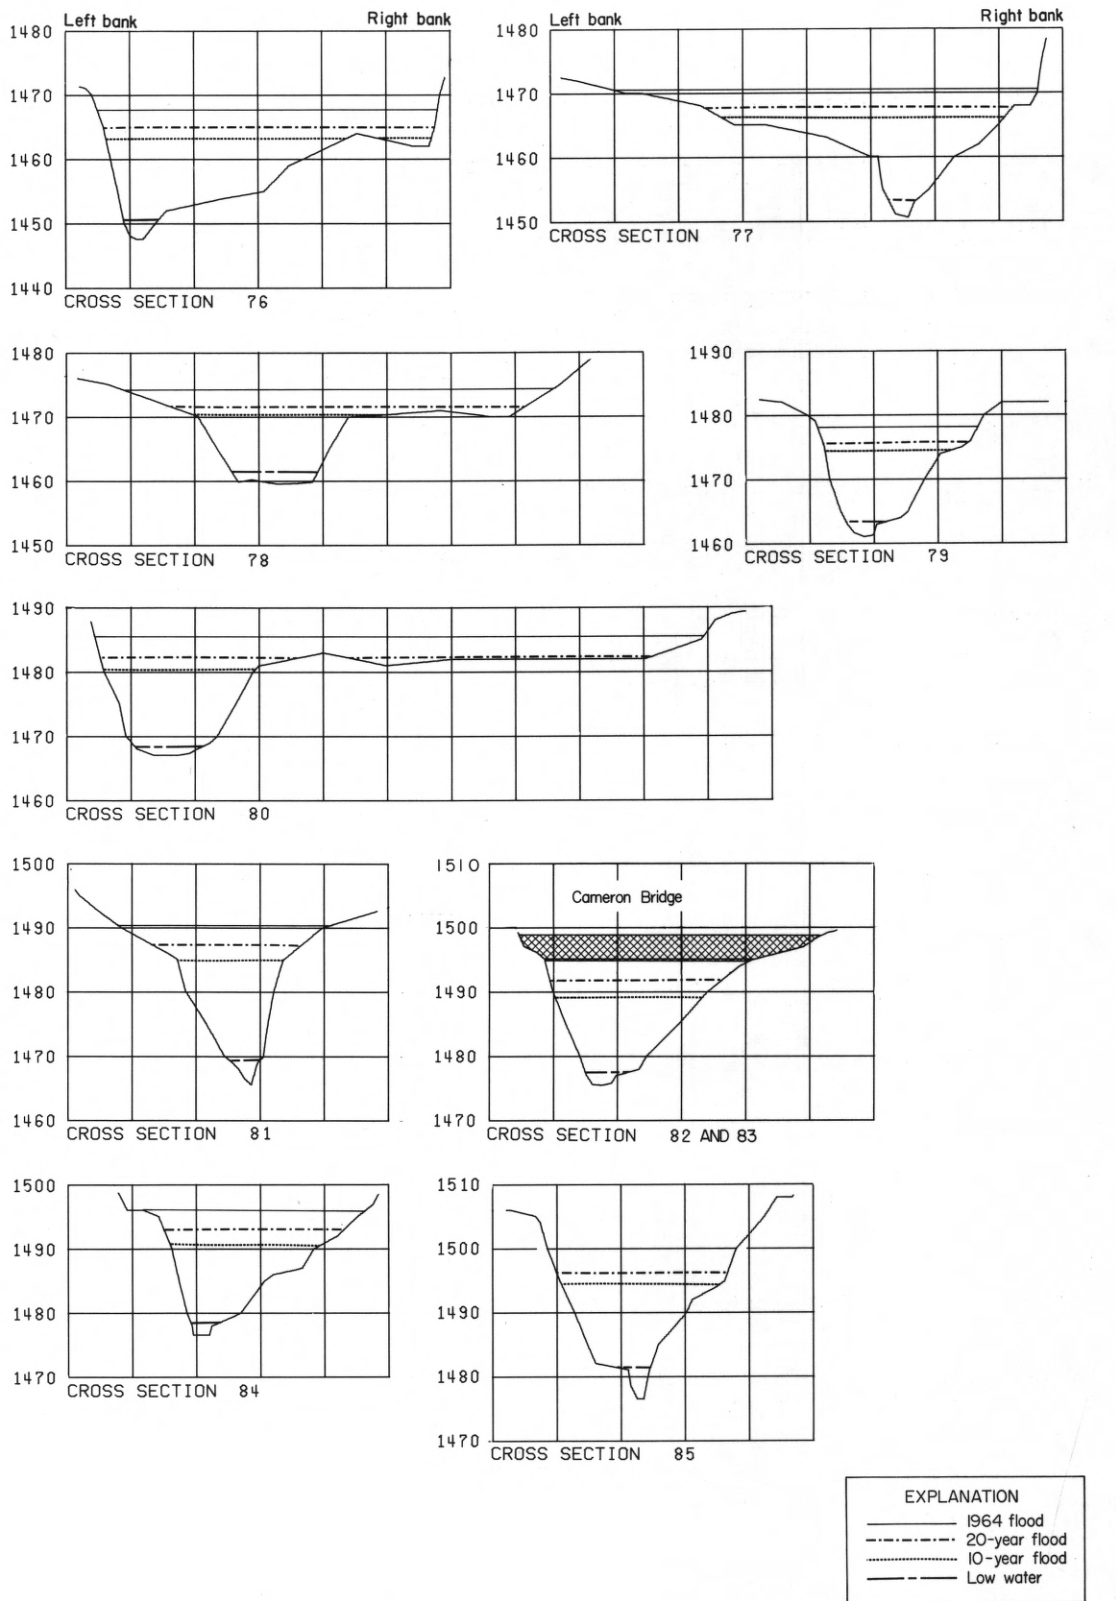 Left bank Right bank
1480
1470
1460
1450
1440
CROSS SECTION 76
Right bank
Left bank
1480
1470
1460
1450
CROSS SECTION 77
1480
1470
1460
1450
CROSS SECTION 78
1490
1480
1470
1460
CROSS SECTION 79
1490
1480
1470
1460
CROSS SECTION 80
1500
1490
1480
1470
1460
CROSS SECTION 81
1510
Cameron Bridge
1500
1490
1480
1470
CROSS SECTION 82 AND 83
1500
1490
1480
1470
CROSS SECTION 84
1510
1500
1490
1480
1470
CROSS SECTION 85
EXPLANATION
1964 flood
20-year flood
10-year flood
Low water